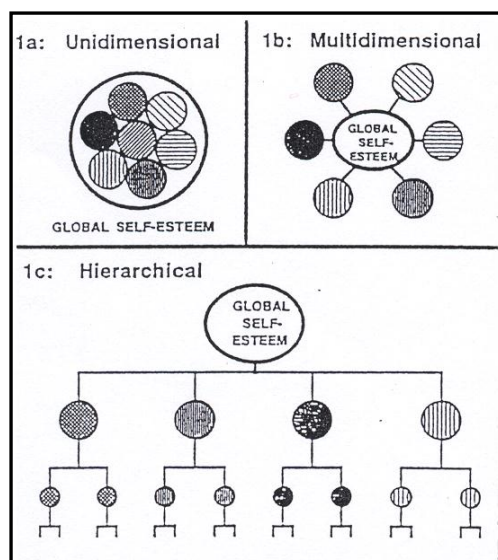 1a: Unidimensional
GLOBAL SELF-ESTEEM
1b: Multidimensional
GLOBAL
SELF-
ESTEEM
1c: Hierarchical
GLOBAL
SELF-
ESTEEM